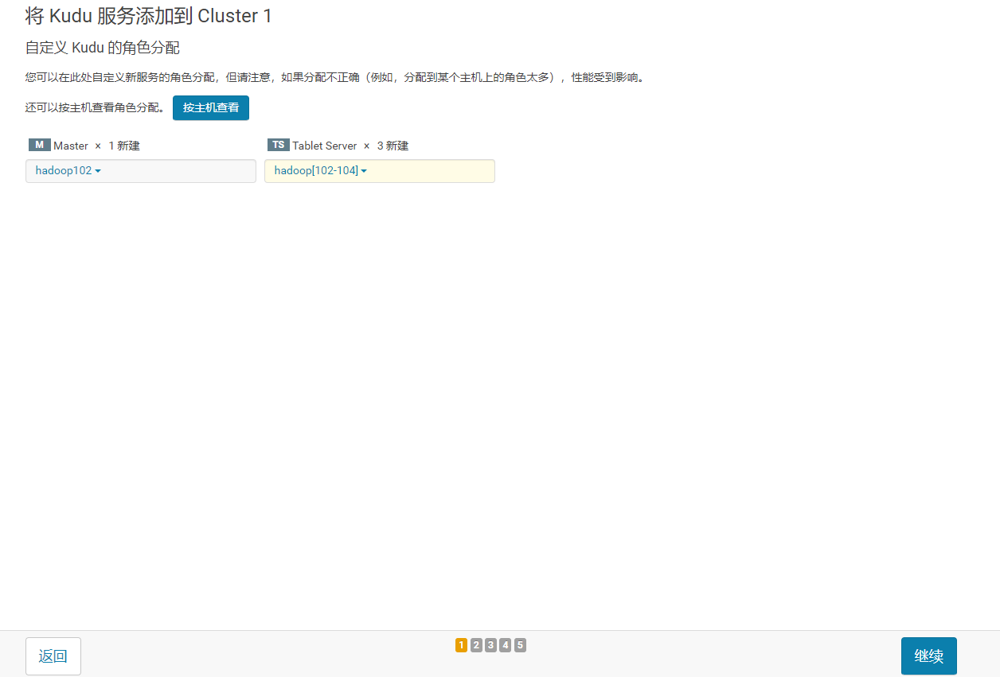 将 Kudu 服务添加到 Cluster 1
自定义 Kudu 的角色分配
您可以在此处自定义新服务的角色分配，但请注意，如果分配不正确（例如，分配到某个主机上的角色太多），性能受到影响。
还可以按主机查看角色分配。 按主机查看
M Master × 1 新建 TS Tablet Server × 3 新建
hadoop102 hadoop[102-104]
返回 1 2 3 4 5 继续